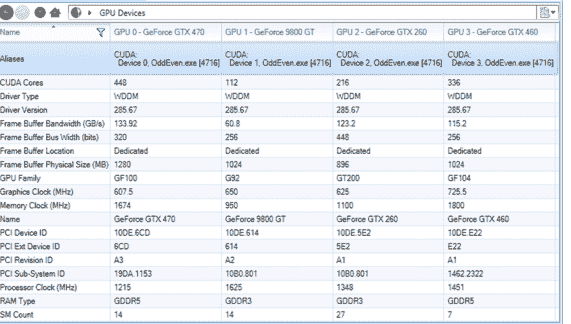 GPU Devices
Name GPU 0 - GeForce GTX 470 GPU 1 - GeForce 9800 GT GPU 2 - GeForce GTX 260 GPU 3 - GeForce GTX 460
Aliases CUDA: CUDA: CUDA: CUDA:
Device 0, OddEven.exe [4716] Device 1, OddEven.exe [4716] Device 2, OddEven.exe [4716] Device 3. OddEven.exe [4716]
CUDA Cores 448 112 216 336
Driver Type WDDM WDDM WDDM WDDM
Driver Version 285.67 285.67 285.67 285.67
Frame Buffer Bandwidth (GB/s) 133.92 60.8 123.2 115.2
Frame Buffer Bus Width (bits) 320 256 448 256
Frame Buffer Location Dedicated Dedicated Dedicated Dedicated
Frame Buffer Physical Size (MB) 1280 1024 896 1024
GPU Family GF100 G92 GT200 GF104
Graphics Clock (MHz) 607.5 650 625 725.5
Memory Clock (MHz) 1674 950 1100 1800
Name GeForce GTX 470 GeForce 9800 GT GeForce GTX 260 GeForce GTX 460
PCI Device ID 10DE.6CD 10DE.614 10DE.5E2 10DE.E22
PCI Ext Device ID 6CD 614 5E2 E22
PCI Revision ID A3 A2 A1 A1
PCI Sub-System ID 19DA.1153 10B0.801 10B0.801 1462.2322
Processor Clock (MHz) 1215 1625 1348 1451
RAM Type GDDR5 GDDR3 GDDR3 GDDR5
SM Count 14 14 27 7